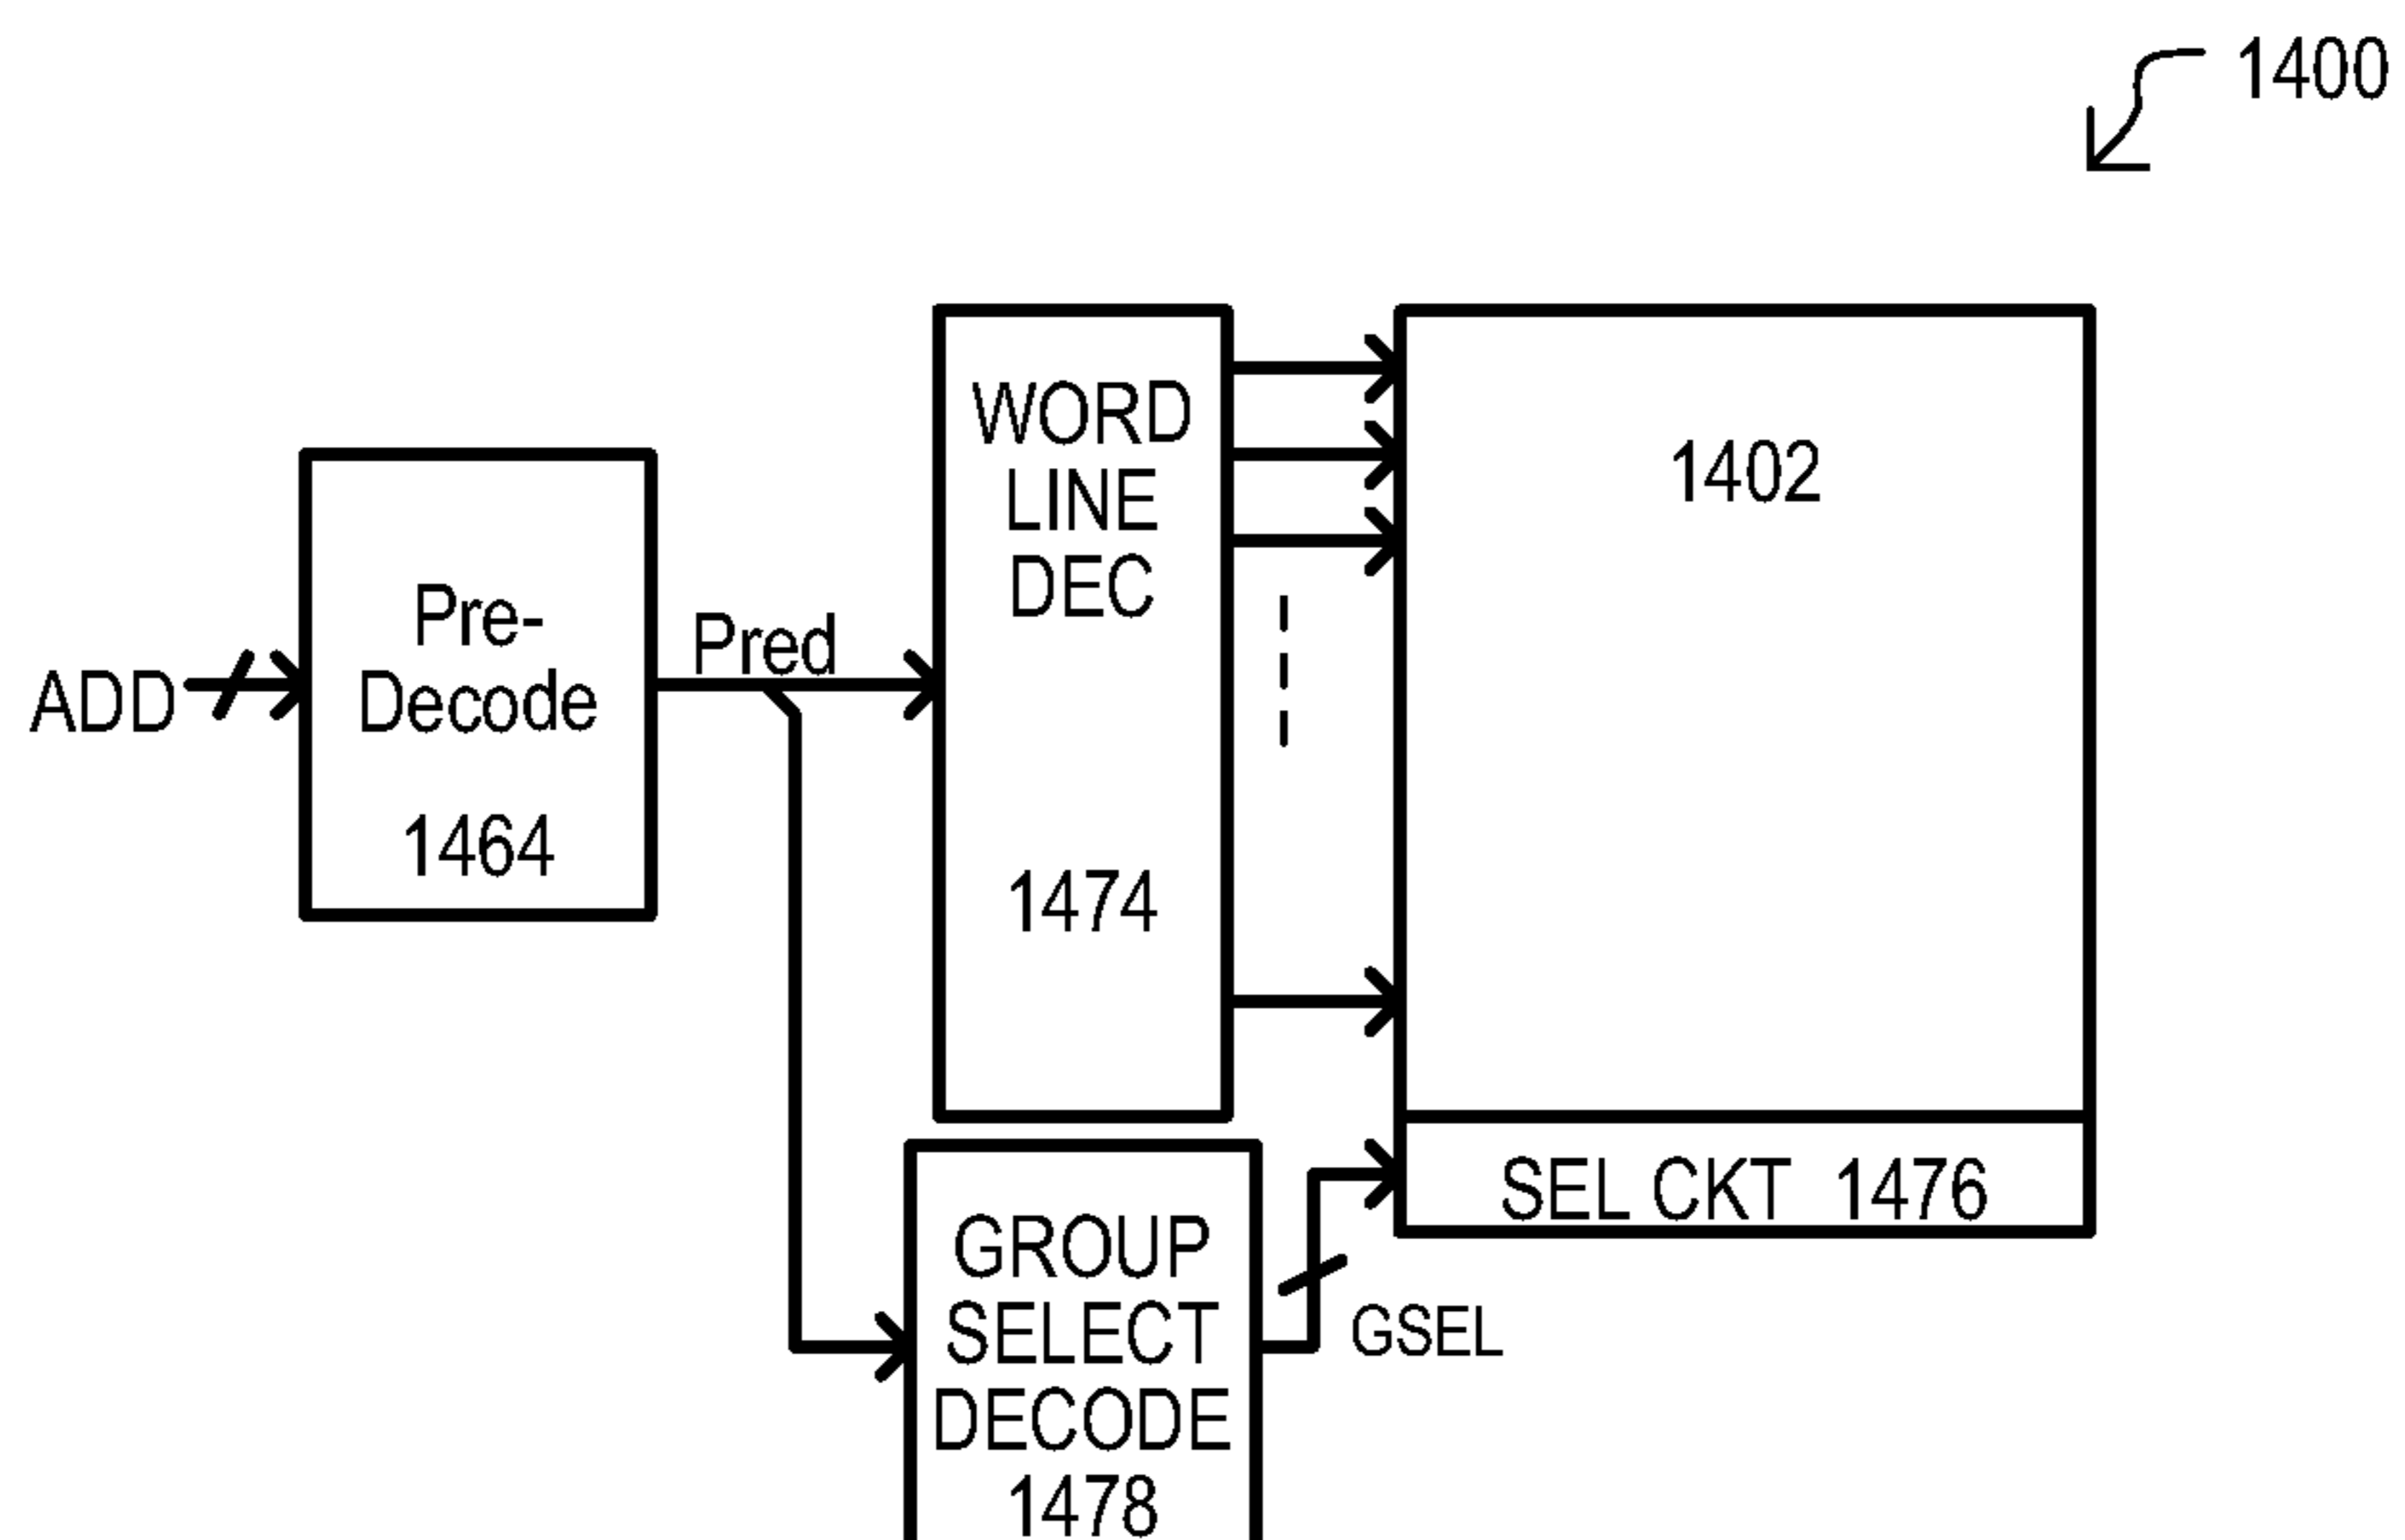 1400
WORD
LINE
DEC
1474
1402
Pre-
Decode
1464
ADD
Pred
SEL CKT 1476
GROUP
SELECT
DECODE
1478
GSEL